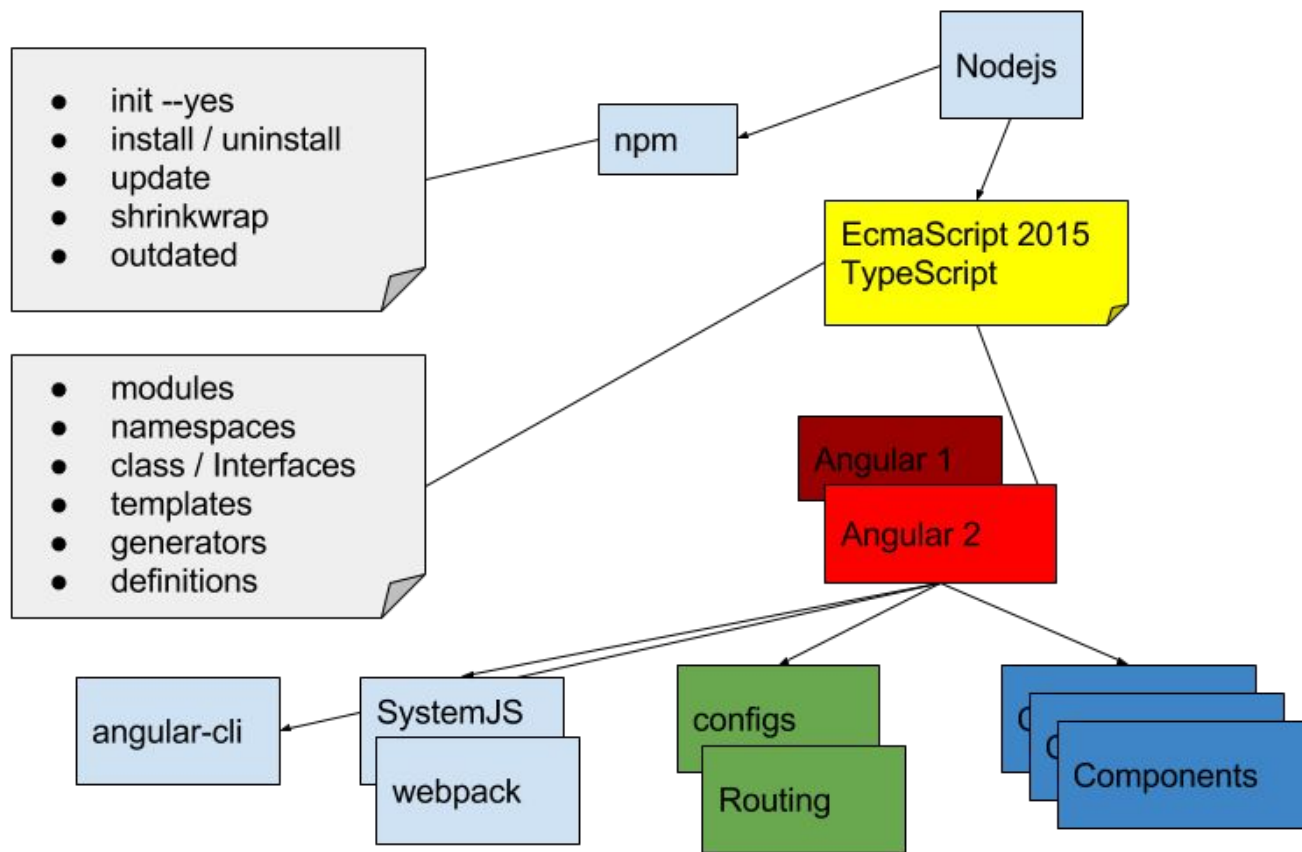 Nodejs
npm
● init --yes
● install / uninstall
● update
● shrinkwrap
● outdated
EcmaScript 2015
TypeScript
● modules
● namespaces
● class / Interfaces
● templates
● generators
● definitions
Angular 1
Angular 2
angular-cli
SystemJS
webpack
configs
Routing
C
C
Components